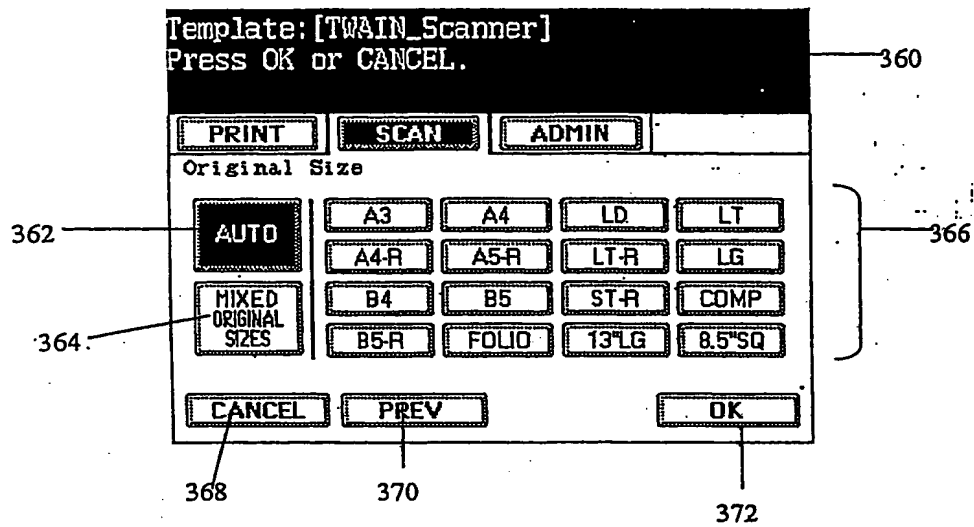 Template:[TWAIN_Scanner]
Press OK or CANCEL.
360
PRINT SCAN ADMIN
Original Size
362
AUTO
A3 A4 LD. LT
366
A4-R A5-R LT-R LG
364
MIXED
ORIGINAL
SIZES
B4 B5 ST-R COMP
B5-R FOLIO 13"LG 8.5"SQ
CANCEL PREV OK
368 370 372